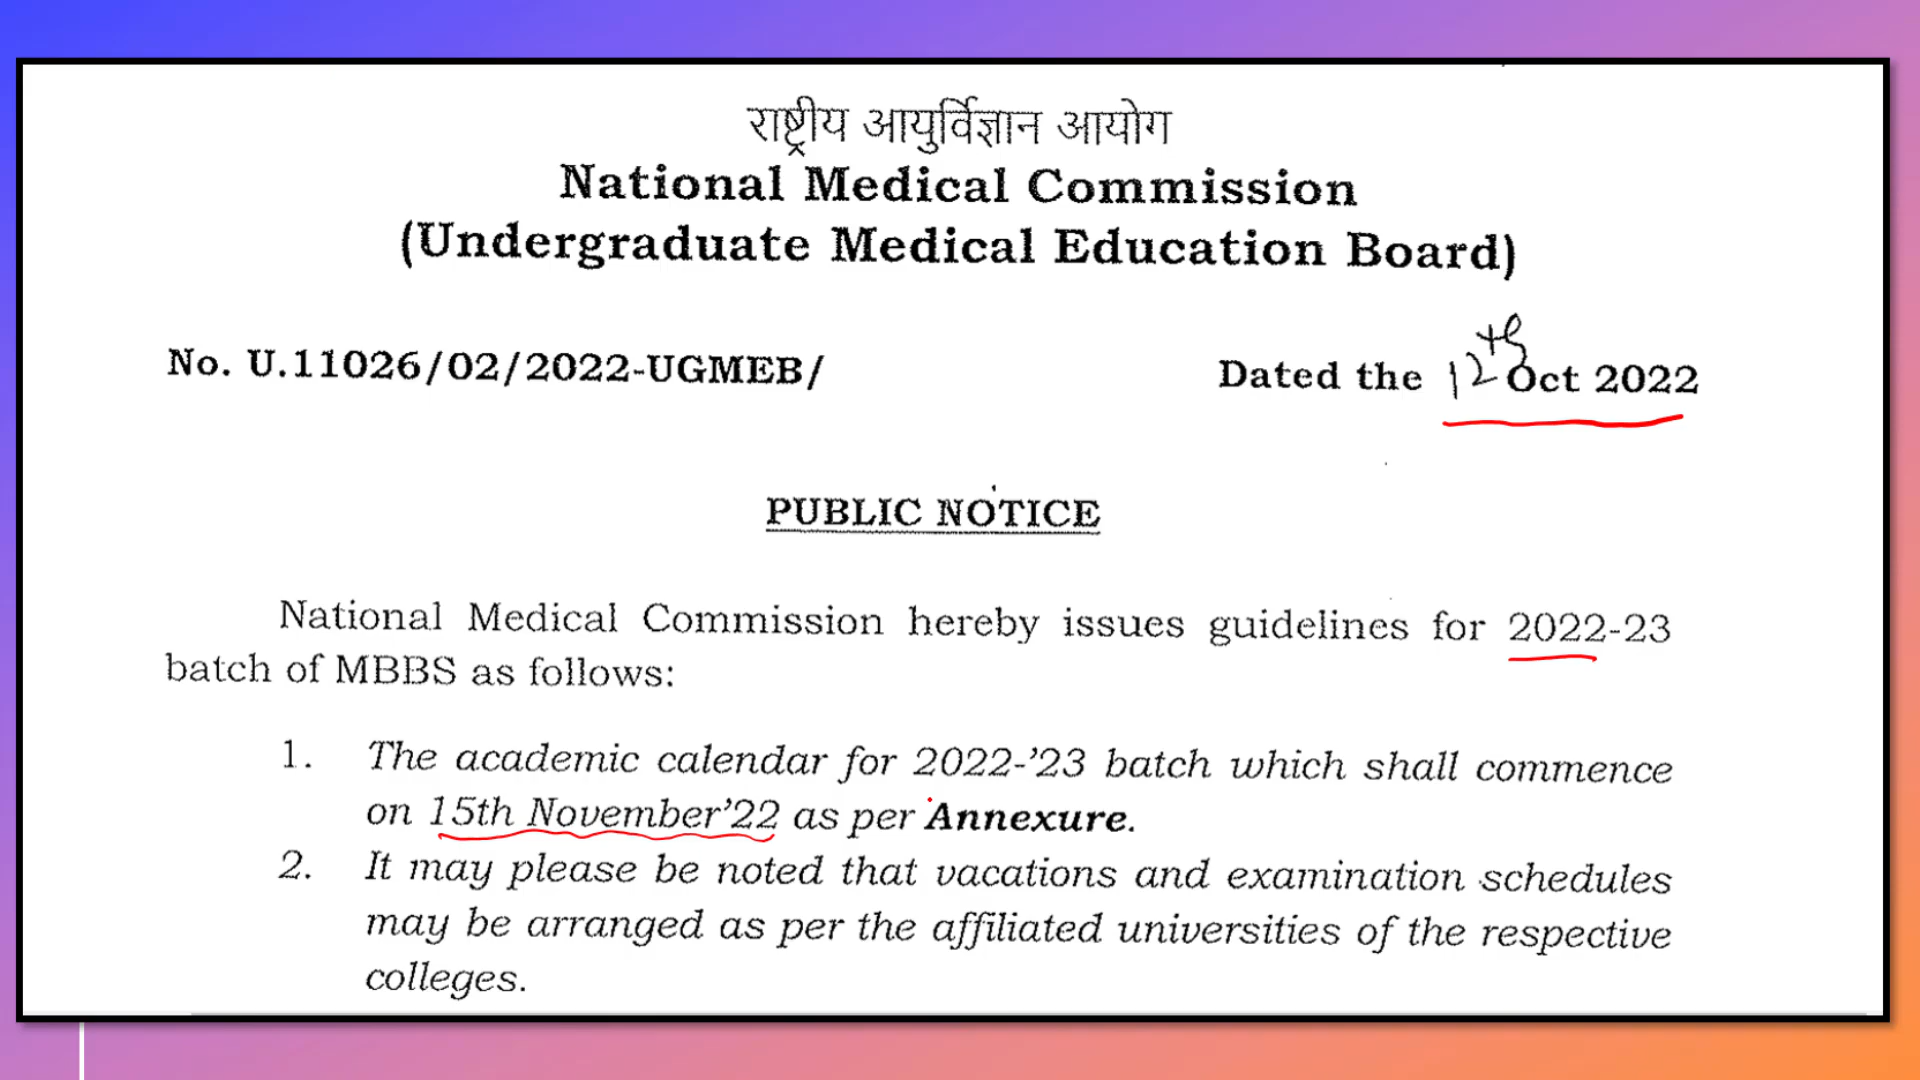 राष्ट्रीय आयुर्विज्ञान आयोग
National Medical Commission
(Undergraduate Medical Education Board)
No. U.11026/02/2022-UGMEB/
Dated the 12th Oct 2022
PUBLIC NOTICE
National Medical Commission hereby issues guidelines for 2022-23
batch of MBBS as follows:
1. The academic calendar for 2022-’23 batch which shall commence
on 15th November’22 as per Annexure.
2. It may please be noted that vacations and examination schedules
may be arranged as per the affiliated universities of the respective
colleges.